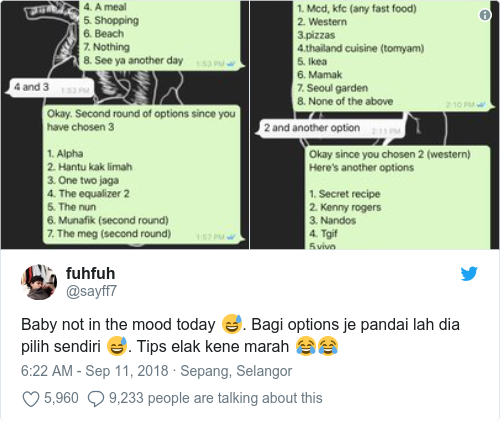 4. A meal
5. Shopping
6. Beach
7. Nothing
8. See ya another day
1:53 PM
4 and 3
1:53 PM
Okay. Second round of options since you
have chosen 3
1. Alpha
2. Hantu kak limah
3. One two jaga
4. The equalizer 2
5. The nun
6. Munafik (second round)
7. The meg (second round)
1:57 PM
1. Mcd, kfc (any fast food)
2. Western
3.pizzas
4.thailand cuisine (tomyam)
5. Ikea
6. Mamak
7. Seoul garden
8. None of the above
2:10 PM
2 and another option
2:11 PM
Okay since you chosen 2 (western)
Here's another options
1. Secret recipe
2. Kenny rogers
3. Nandos
4. Tgif
5.vivo
fuhfuh
@sayff7
Baby not in the mood today 😅. Bagi options je pandai lah dia
pilih sendiri 😅. Tips elak kene marah 😂😂
6:22 AM - Sep 11, 2018 · Sepang, Selangor
5,960 9,233 people are talking about this